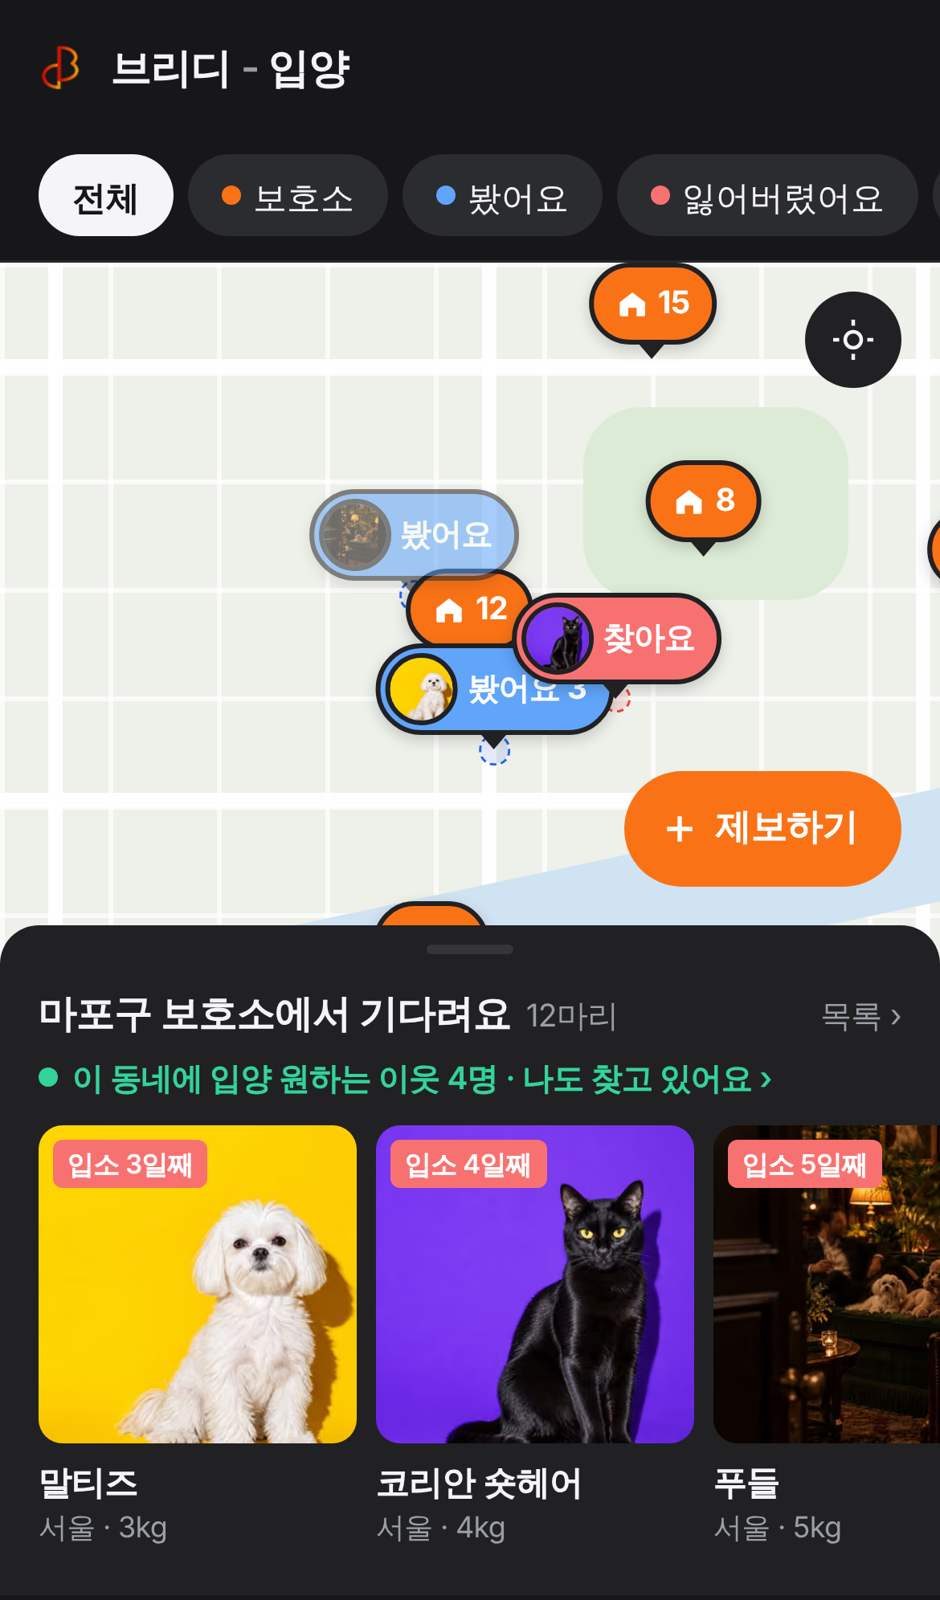 브리디 - 입양
전체
보호소
봤어요
잃어버렸어요
15
8
봤어요
12
찾아요
봤어요 3
+ 제보하기
마포구 보호소에서 기다려요 12마리
목록 ›
이 동네에 입양 원하는 이웃 4명 · 나도 찾고 있어요 ›
입소 3일째
입소 4일째
입소 5일째
말티즈
코리안 숏헤어
푸들
서울 · 3kg
서울 · 4kg
서울 · 5kg